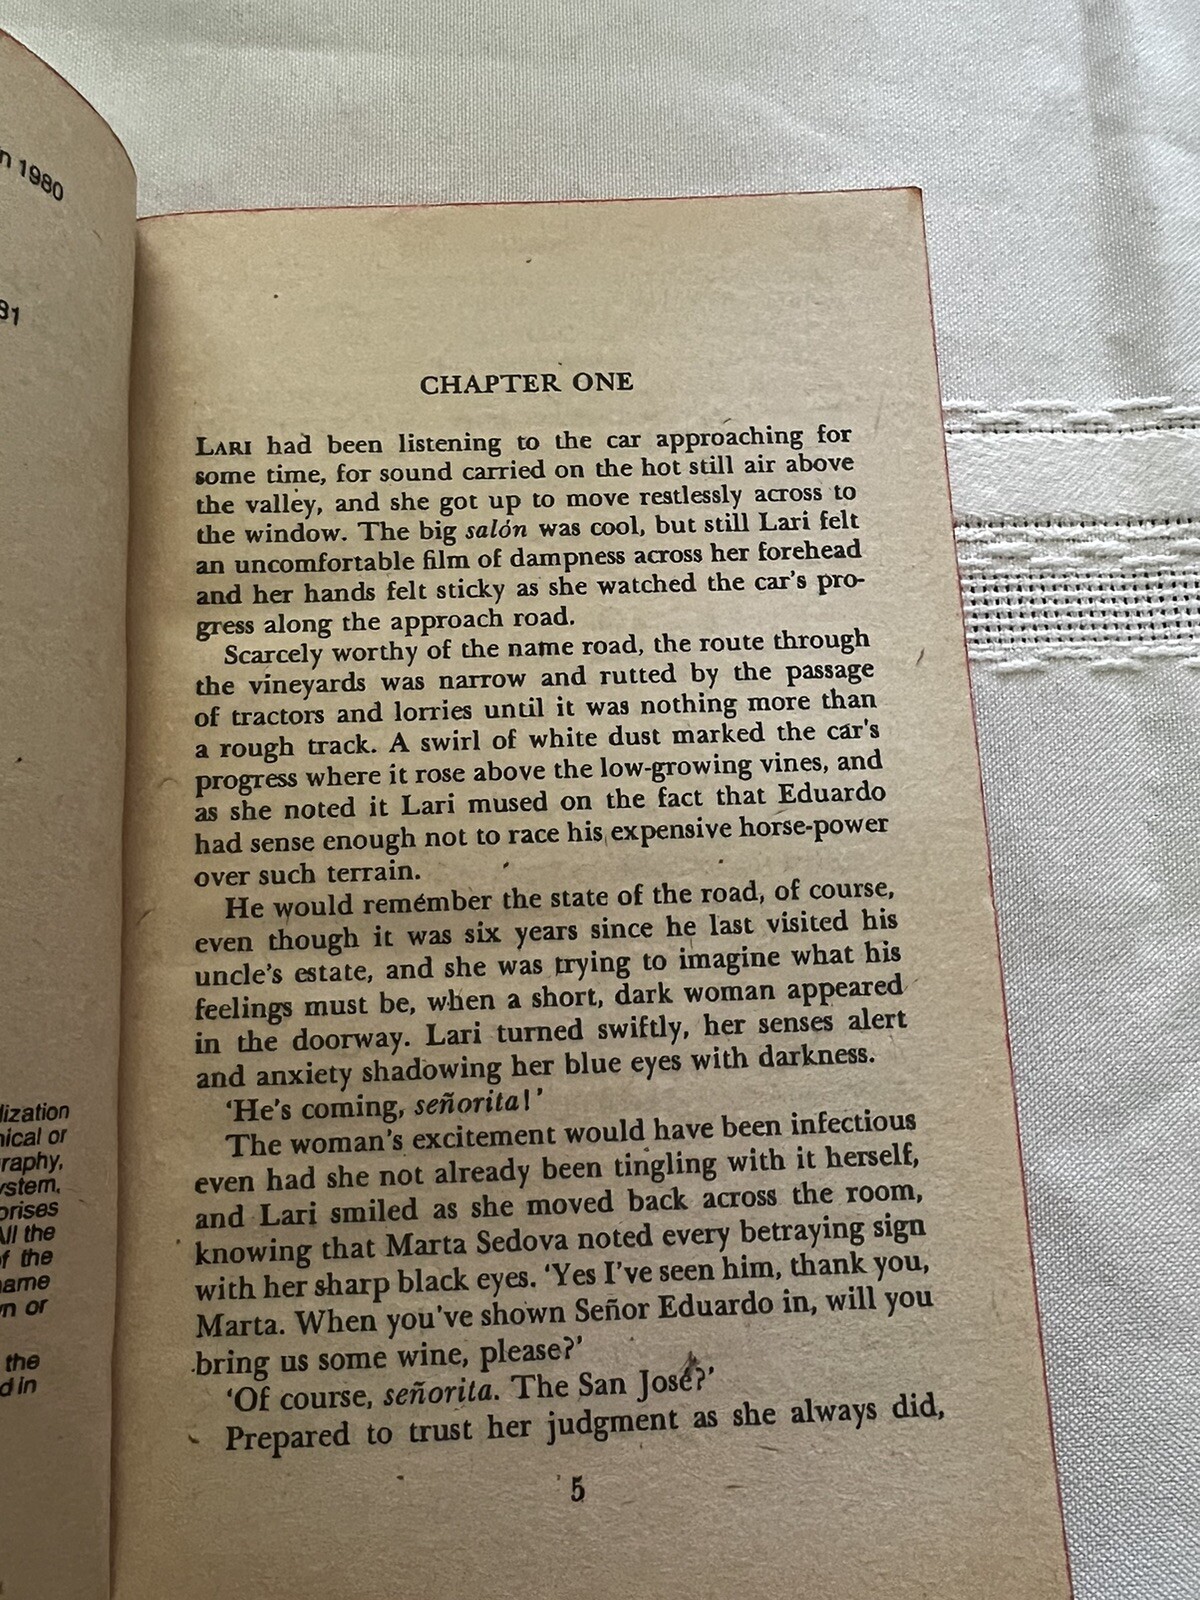 n 1980
81
lization
nical or
raphy,
ystem,
prises
All the
of the
name
n or
the
d in
CHAPTER ONE
LARI had been listening to the car approaching for
some time, for sound carried on the hot still air above
the valley, and she got up to move restlessly across to
the window. The big salón was cool, but still Lari felt
an uncomfortable film of dampness across her forehead
and her hands felt sticky as she watched the car's pro-
gress along the approach road.
Scarcely worthy of the name road, the route through
the vineyards was narrow and rutted by the passage
of tractors and lorries until it was nothing more than
a rough track. A swirl of white dust marked the car's
progress where it rose above the low-growing vines, and
as she noted it Lari mused on the fact that Eduardo
had sense enough not to race his expensive horse-power
over such terrain.
He would remember the state of the road, of course,
even though it was six years since he last visited his
uncle's estate, and she was trying to imagine what his
feelings must be, when a short, dark woman appeared
in the doorway. Lari turned swiftly, her senses alert
and anxiety shadowing her blue eyes with darkness.
'He's coming, señorita!'
The woman's excitement would have been infectious
even had she not already been tingling with it herself,
and Lari smiled as she moved back across the room,
knowing that Marta Sedova noted every betraying sign
with her sharp black eyes. 'Yes I've seen him, thank you,
Marta. When you've shown Señor Eduardo in, will you
bring us some wine, please?'
'Of course, señorita. The San José?'
Prepared to trust her judgment as she always did,
5